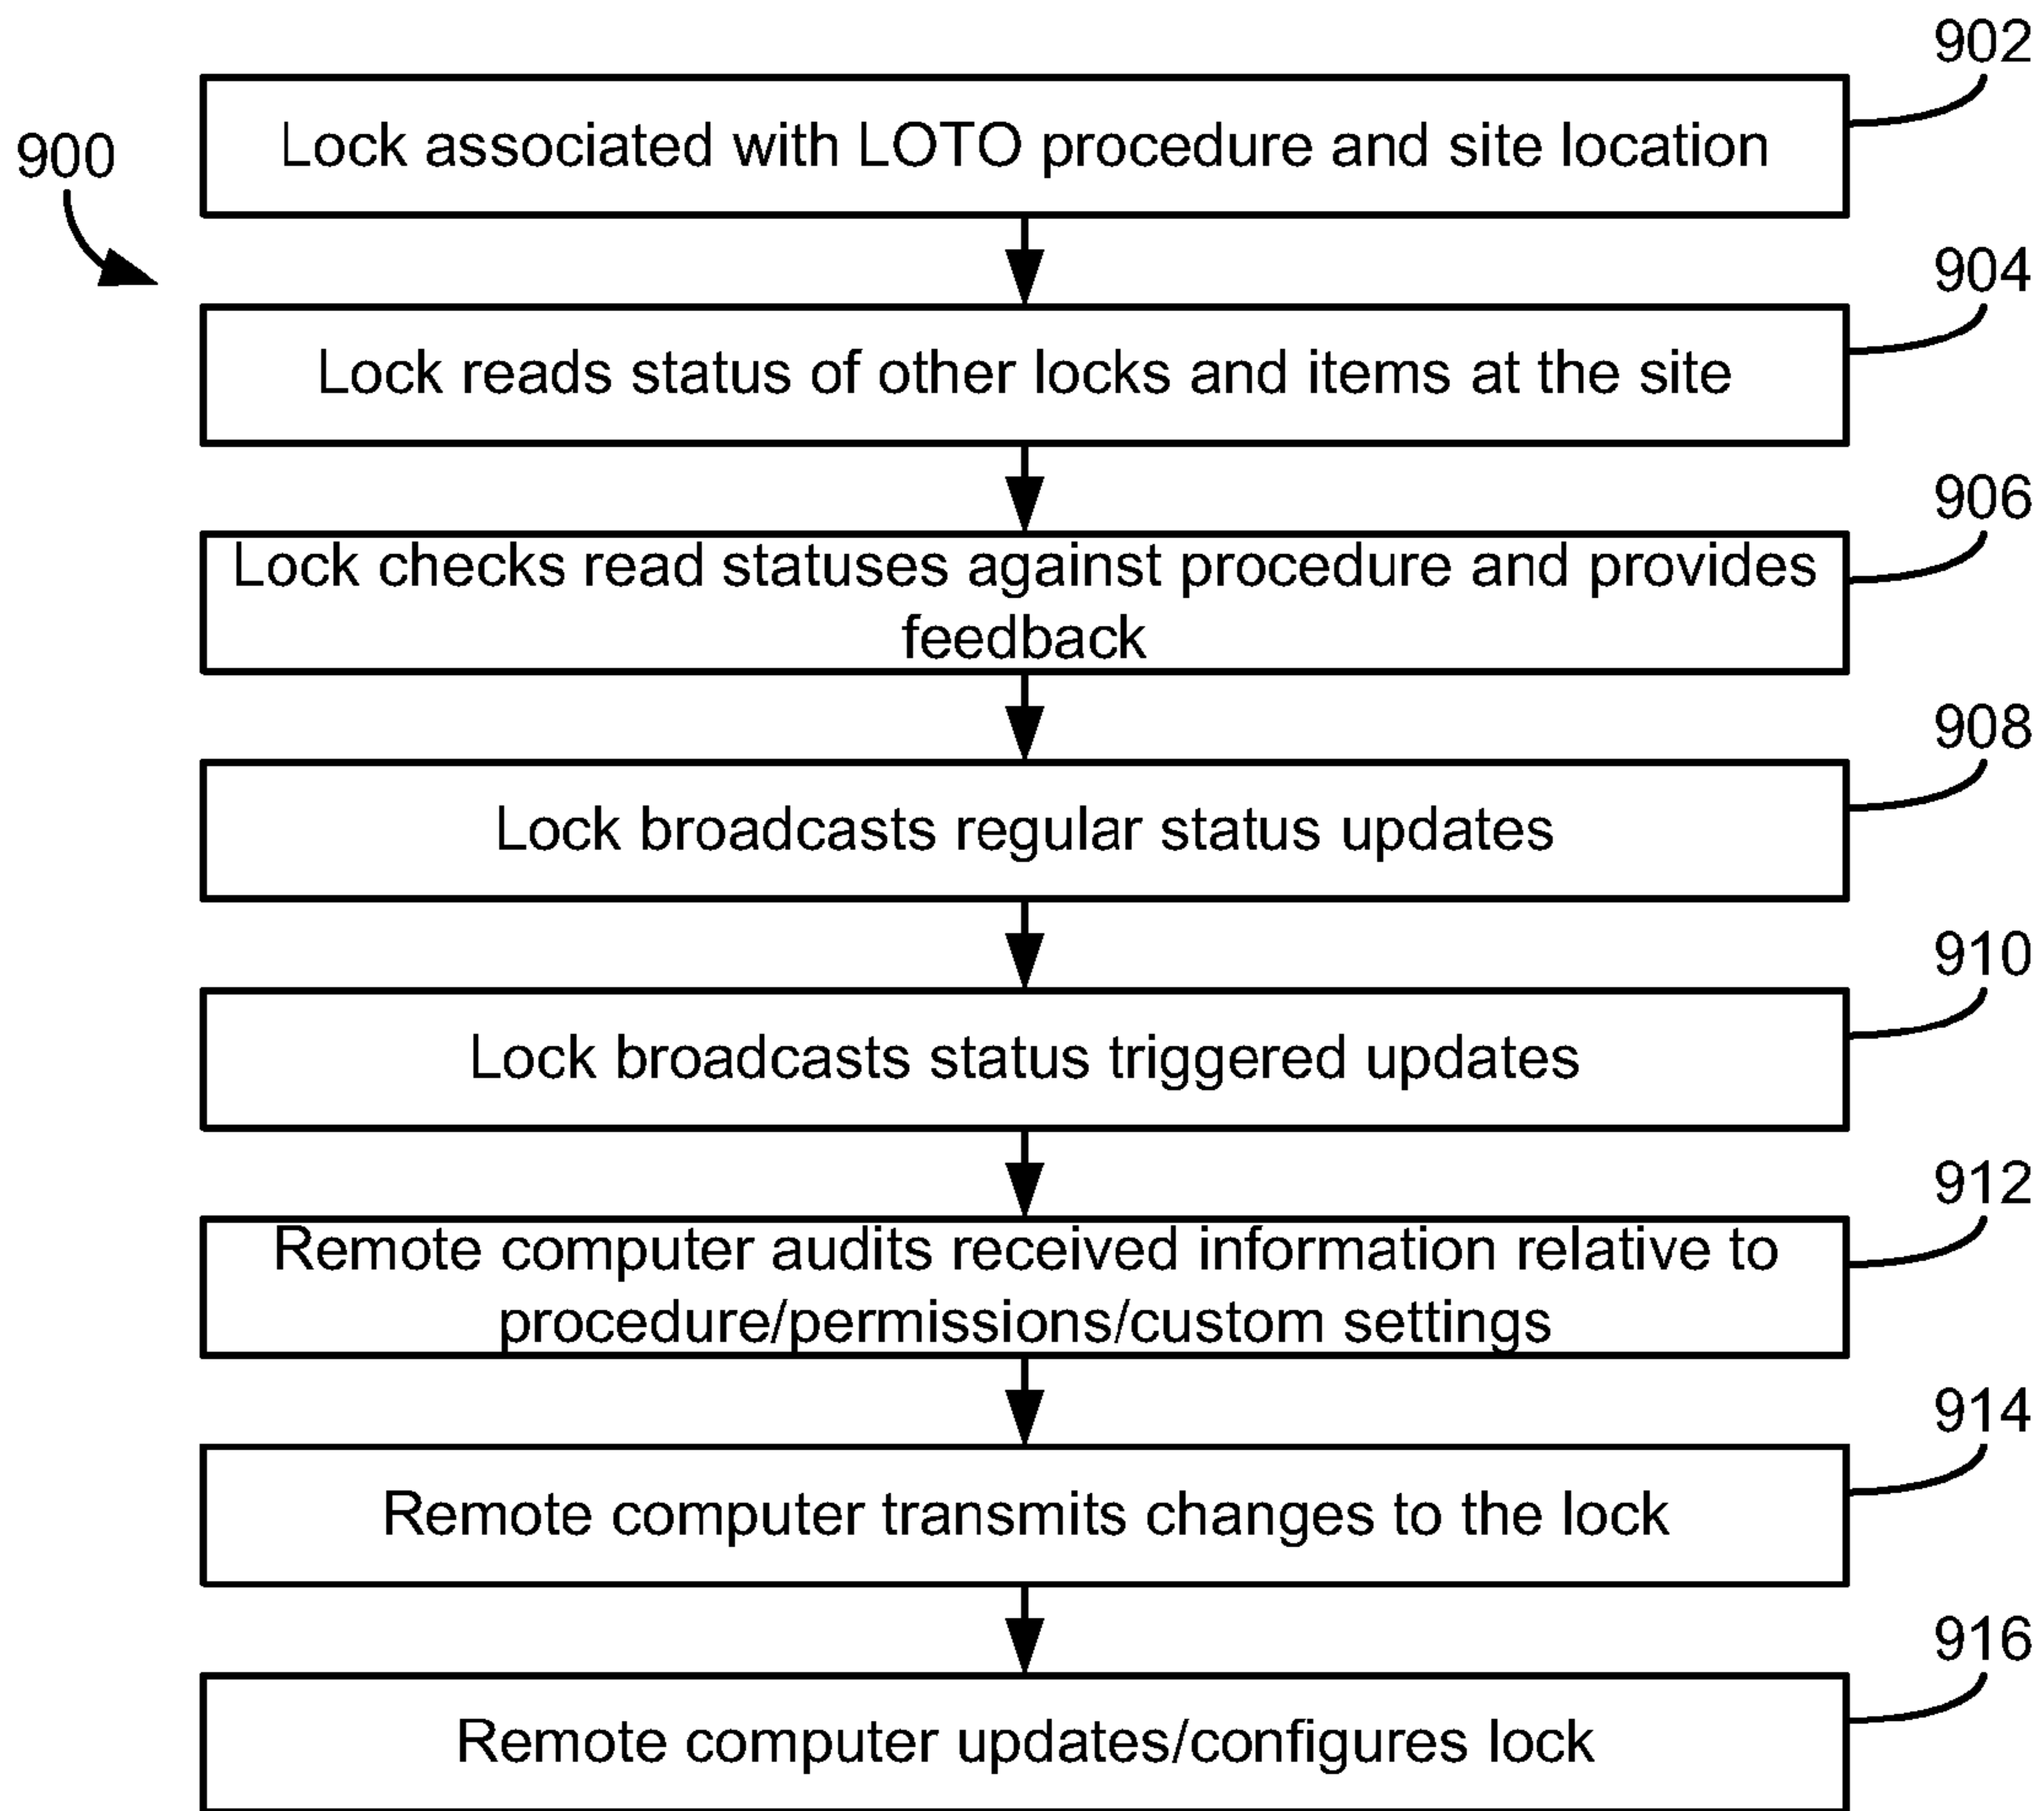 902
900
Lock associated with LOTO procedure and site location
904
Lock reads status of other locks and items at the site
906
Lock checks read statuses against procedure and provides
feedback
908
Lock broadcasts regular status updates
910
Lock broadcasts status triggered updates
912
Remote computer audits received information relative to
procedure/permissions/custom settings
914
Remote computer transmits changes to the lock
916
Remote computer updates/configures lock